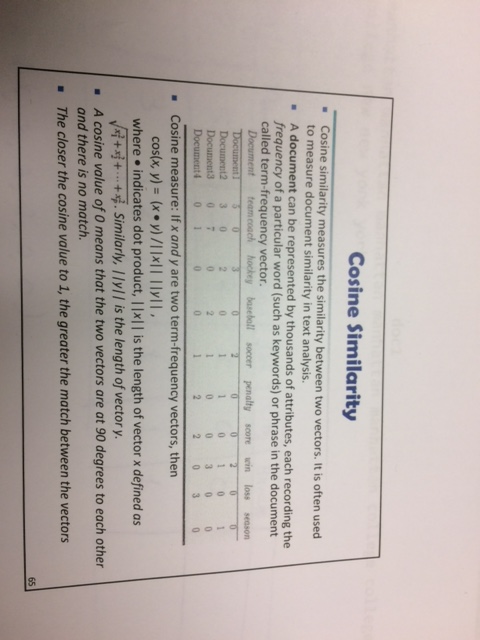 Cosine Similarity
▪ Cosine similarity measures the similarity between two vectors. It is often used
to measure document similarity in text analysis.
▪ A document can be represented by thousands of attributes, each recording the
frequency of a particular word (such as keywords) or phrase in the document
called term-frequency vector.
Document team coach hockey baseball soccer penalty score win loss season
Document1 5 0 3 0 2 0 0 2 0 0
Document2 3 0 2 0 1 1 0 1 0 1
Document3 0 7 0 2 1 0 0 3 0 0
Document4 0 1 0 0 1 2 2 0 3 0
▪ Cosine measure: If x and y are two term-frequency vectors, then
cos(x, y) = (x • y) / ||x|| ||y|| ,
where • indicates dot product, ||x|| is the length of vector x defined as
√x₁²+x₂²+⋯+xₚ². Similarly, ||y|| is the length of vector y.
▪ A cosine value of 0 means that the two vectors are at 90 degrees to each other
and there is no match.
▪ The closer the cosine value to 1, the greater the match between the vectors
65